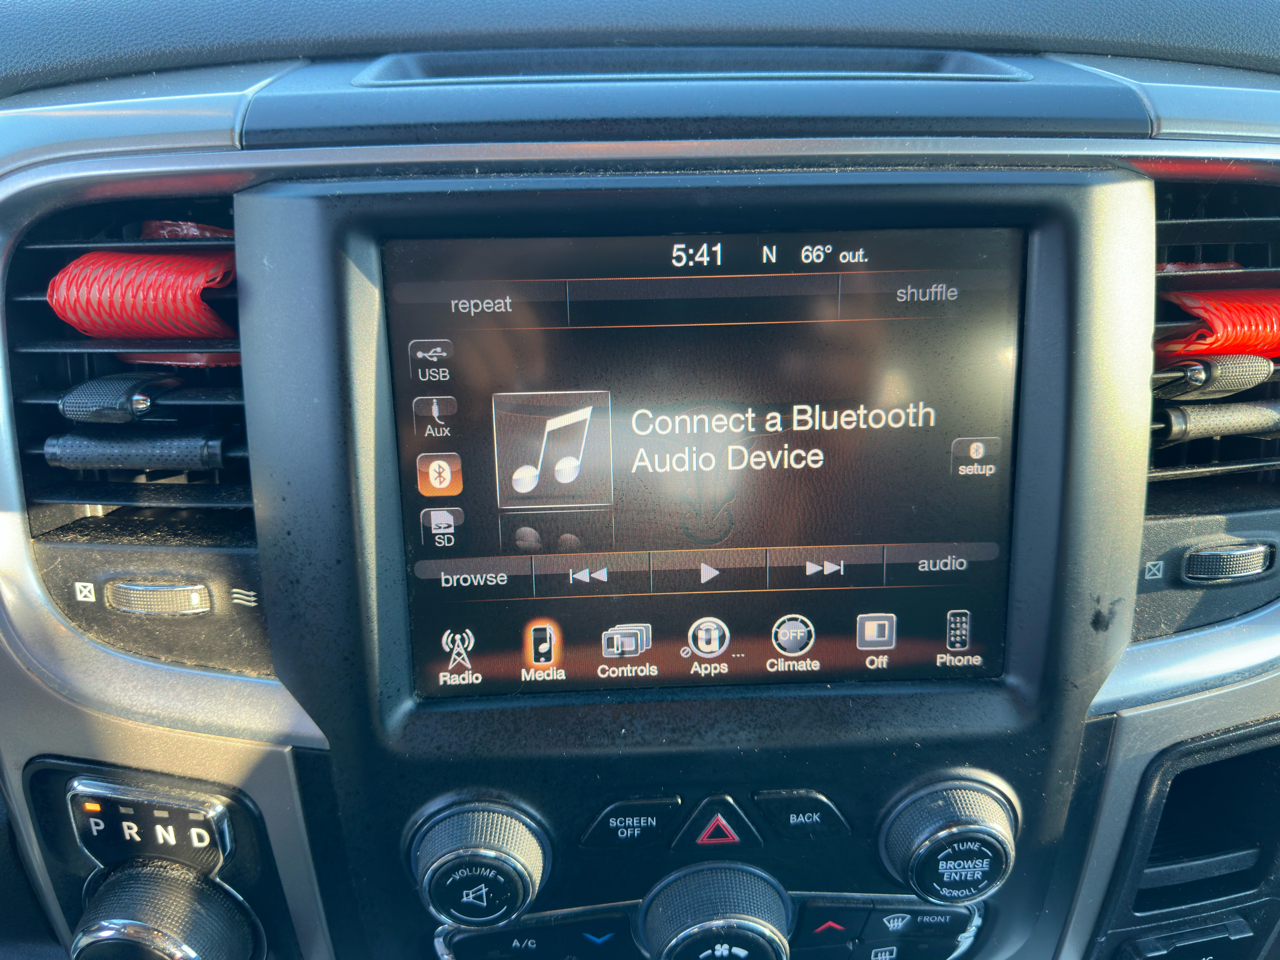 5:41 N 66° out.
repeat
shuffle
USB
Aux
SD
Connect a Bluetooth
Audio Device
setup
browse
audio
Radio
Media
Controls
Apps
Climate
OFF
Off
Phone
P R N D
VOLUME
SCREEN
OFF
BACK
TUNE
BROWSE
ENTER
SCROLL
A/C
FRONT